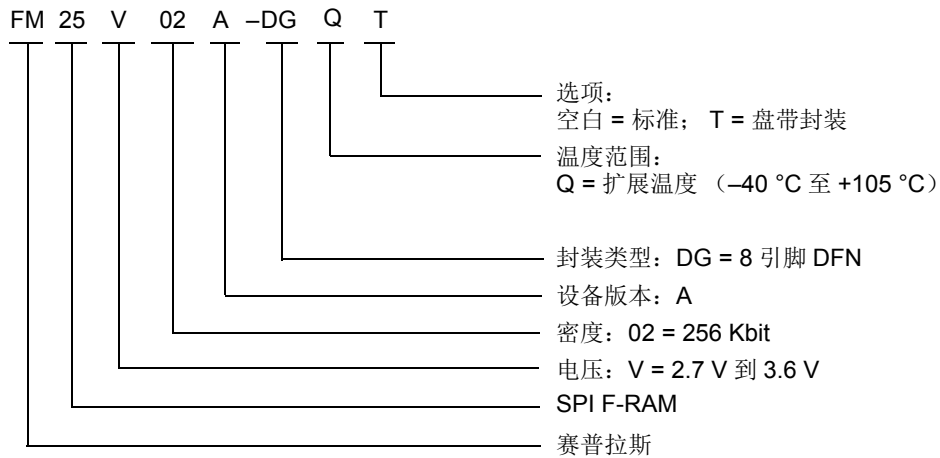 FM 25 V 02 A –DG Q T
选项：
空白 = 标准； T = 盘带封装
温度范围：
Q = 扩展温度 （–40 °C 至 +105 °C）
封装类型：DG = 8 引脚 DFN
设备版本：A
密度：02 = 256 Kbit
电压：V = 2.7 V 到 3.6 V
SPI F-RAM
赛普拉斯